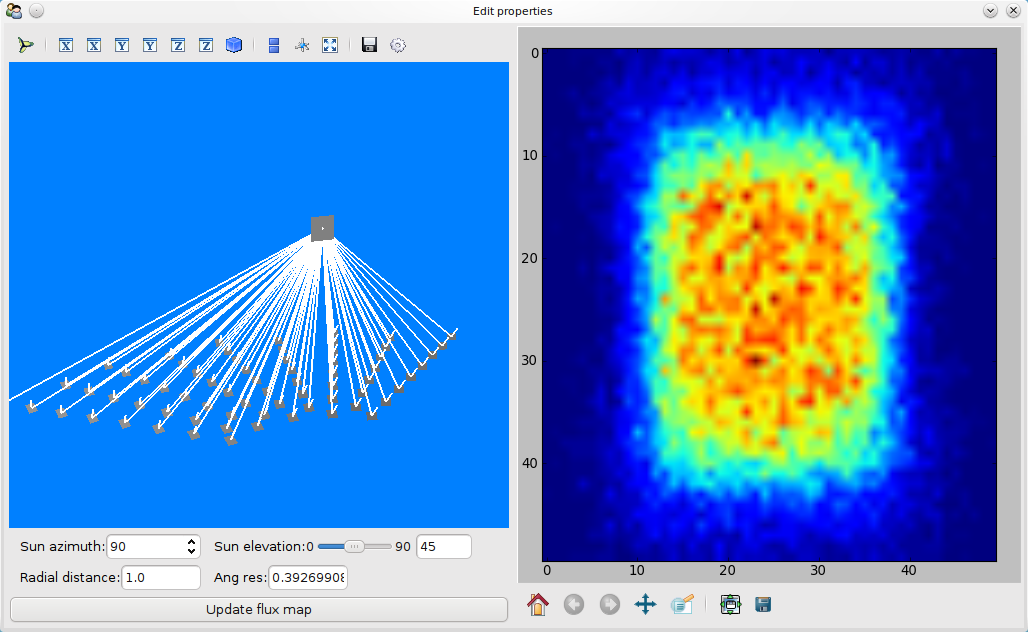 Edit properties
X X Y Y Z Z
0
10
20
30
40
0 10 20 30 40
Sun azimuth: 90 Sun elevation: 0 90 45
Radial distance: 1.0 Ang res: 0.39269908
Update flux map